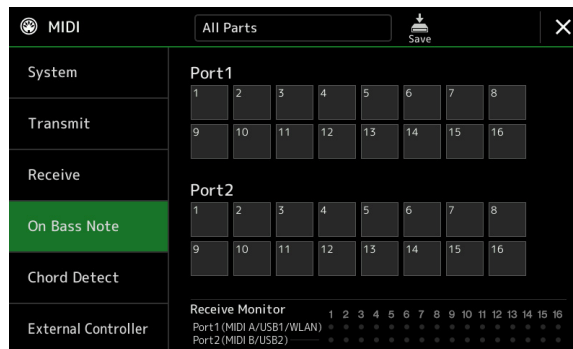 MIDI
All Parts
Save
System
Transmit
Receive
On Bass Note
Chord Detect
External Controller
Port1
1 2 3 4 5 6 7 8
9 10 11 12 13 14 15 16
Port2
1 2 3 4 5 6 7 8
9 10 11 12 13 14 15 16
Receive Monitor 1 2 3 4 5 6 7 8 9 10 11 12 13 14 15 16
Port1 (MIDI A/USB1/WLAN)
Port2 (MIDI B/USB2)